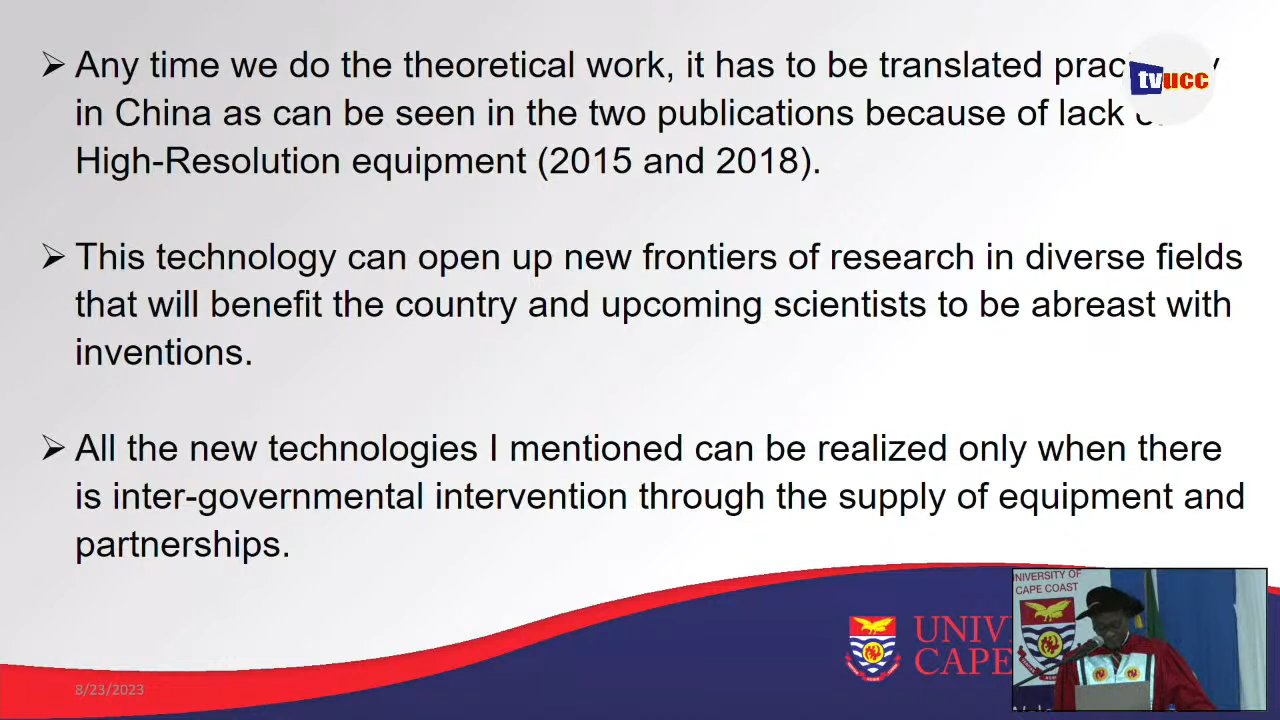 ➢ Any time we do the theoretical work, it has to be translated
tvucc
in China as can be seen in the two publications because of lack
High-Resolution equipment (2015 and 2018).
➢ This technology can open up new frontiers of research in diverse fields
that will benefit the country and upcoming scientists to be abreast with
inventions.
➢ All the new technologies I mentioned can be realized only when there
is inter-governmental intervention through the supply of equipment and
partnerships.
UNIVERSITY OF
CAPE COAST
CAPE
8/23/2023